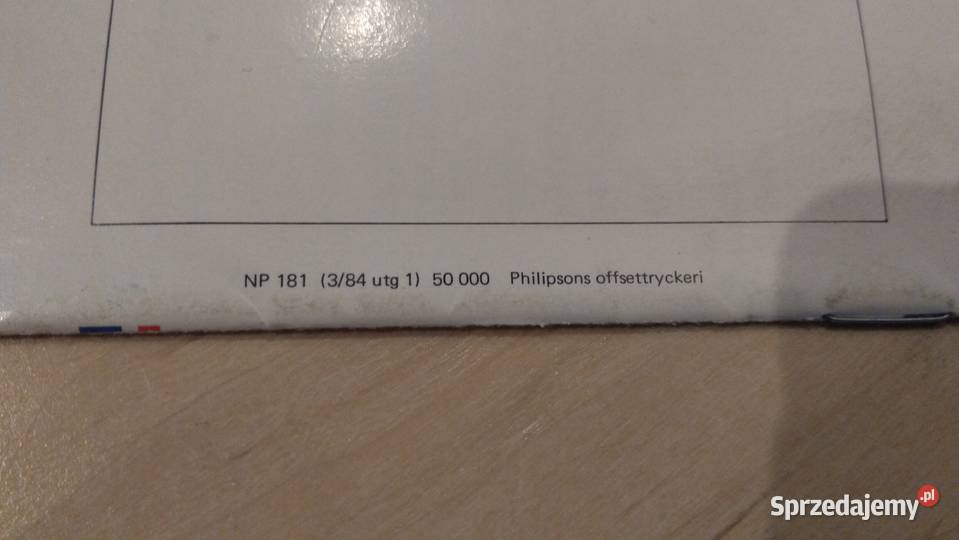 NP 181 (3/84 utg 1) 50 000 Philipsons offsettryckeri
Sprzedajemy.pl